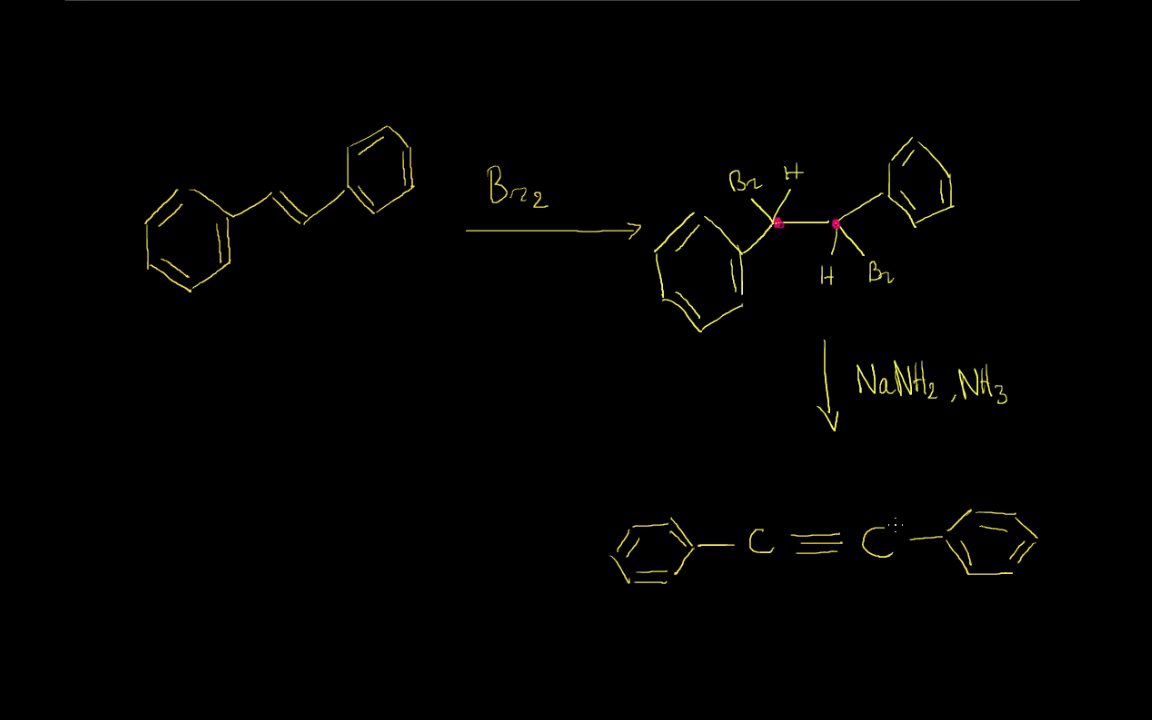 Br2
Br H
H Br
NaNH2, NH3
C ≡ C